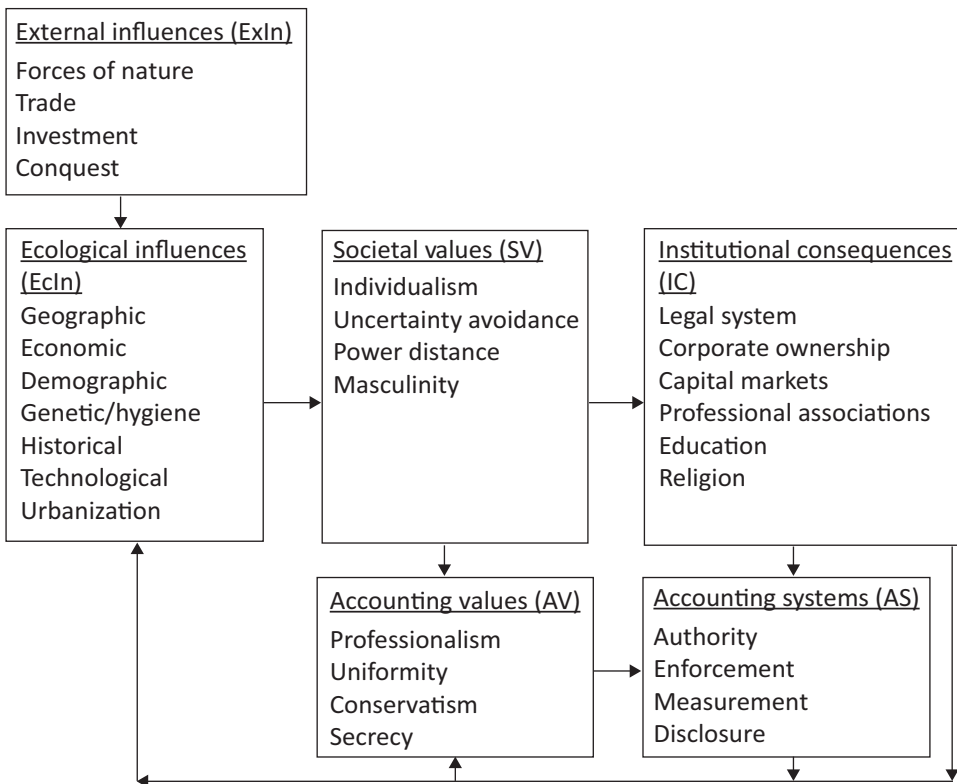 External influences (ExIn)
Forces of nature
Trade
Investment
Conquest
Ecological influences
(EcIn)
Geographic
Economic
Demographic
Genetic/hygiene
Historical
Technological
Urbanization
Societal values (SV)
Individualism
Uncertainty avoidance
Power distance
Masculinity
Institutional consequences
(IC)
Legal system
Corporate ownership
Capital markets
Professional associations
Education
Religion
Accounting values (AV)
Professionalism
Uniformity
Conservatism
Secrecy
Accounting systems (AS)
Authority
Enforcement
Measurement
Disclosure